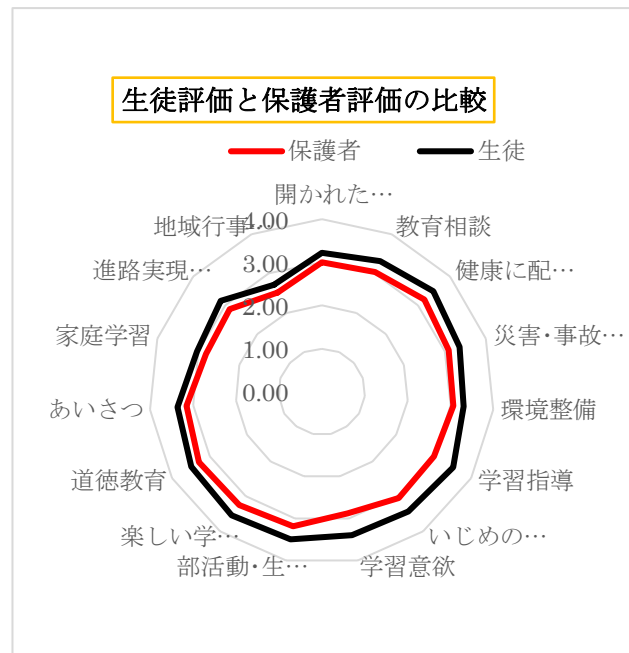 生徒評価と保護者評価の比較
保護者
生徒
開かれた…
教育相談
健康に配…
災害・事故…
環境整備
学習指導
いじめの…
学習意欲
部活動・生…
楽しい学…
道徳教育
あいさつ
家庭学習
進路実現…
地域行事…
4.00
3.00
2.00
1.00
0.00